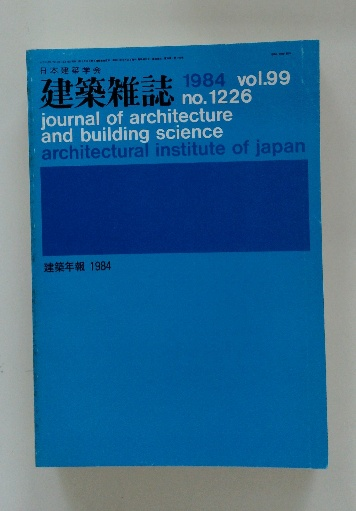 日本建築学会
建築雑誌 1984 vol.99
no.1226
journal of architecture
and building science
architectural institute of japan
建築年報 1984